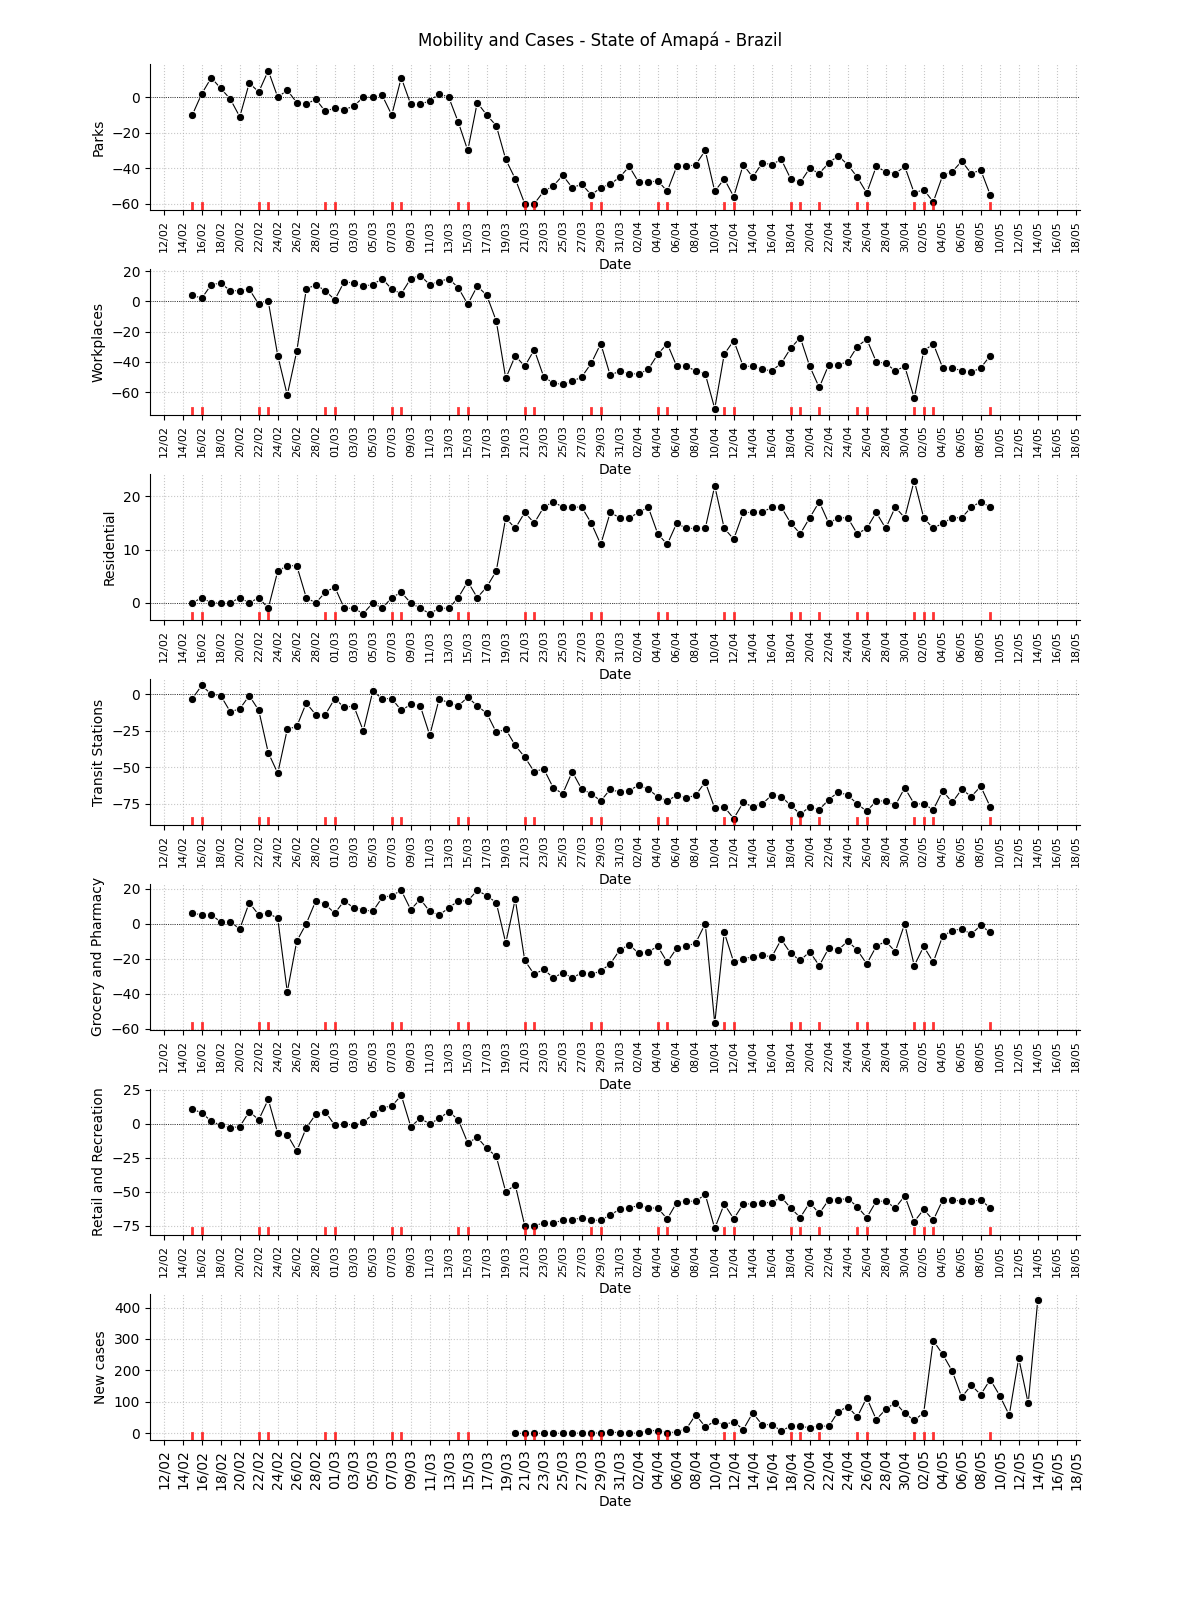 Mobility and Cases - State of Amapá - Brazil
Parks
0
−20
−40
−60
12/02 14/02 16/02 18/02 20/02 22/02 24/02 26/02 28/02 01/03 03/03 05/03 07/03 09/03 11/03 13/03 15/03 17/03 19/03 21/03 23/03 25/03 27/03 29/03 31/03 02/04 04/04 06/04 08/04 10/04 12/04 14/04 16/04 18/04 20/04 22/04 24/04 26/04 28/04 30/04 02/05 04/05 06/05 08/05 10/05 12/05 14/05 16/05 18/05
Date
Workplaces
20
0
−20
−40
−60
12/02 14/02 16/02 18/02 20/02 22/02 24/02 26/02 28/02 01/03 03/03 05/03 07/03 09/03 11/03 13/03 15/03 17/03 19/03 21/03 23/03 25/03 27/03 29/03 31/03 02/04 04/04 06/04 08/04 10/04 12/04 14/04 16/04 18/04 20/04 22/04 24/04 26/04 28/04 30/04 02/05 04/05 06/05 08/05 10/05 12/05 14/05 16/05 18/05
Date
Residential
20
10
0
12/02 14/02 16/02 18/02 20/02 22/02 24/02 26/02 28/02 01/03 03/03 05/03 07/03 09/03 11/03 13/03 15/03 17/03 19/03 21/03 23/03 25/03 27/03 29/03 31/03 02/04 04/04 06/04 08/04 10/04 12/04 14/04 16/04 18/04 20/04 22/04 24/04 26/04 28/04 30/04 02/05 04/05 06/05 08/05 10/05 12/05 14/05 16/05 18/05
Date
Transit Stations
0
−25
−50
−75
12/02 14/02 16/02 18/02 20/02 22/02 24/02 26/02 28/02 01/03 03/03 05/03 07/03 09/03 11/03 13/03 15/03 17/03 19/03 21/03 23/03 25/03 27/03 29/03 31/03 02/04 04/04 06/04 08/04 10/04 12/04 14/04 16/04 18/04 20/04 22/04 24/04 26/04 28/04 30/04 02/05 04/05 06/05 08/05 10/05 12/05 14/05 16/05 18/05
Date
Grocery and Pharmacy
20
0
−20
−40
−60
12/02 14/02 16/02 18/02 20/02 22/02 24/02 26/02 28/02 01/03 03/03 05/03 07/03 09/03 11/03 13/03 15/03 17/03 19/03 21/03 23/03 25/03 27/03 29/03 31/03 02/04 04/04 06/04 08/04 10/04 12/04 14/04 16/04 18/04 20/04 22/04 24/04 26/04 28/04 30/04 02/05 04/05 06/05 08/05 10/05 12/05 14/05 16/05 18/05
Date
Retail and Recreation
25
0
−25
−50
−75
12/02 14/02 16/02 18/02 20/02 22/02 24/02 26/02 28/02 01/03 03/03 05/03 07/03 09/03 11/03 13/03 15/03 17/03 19/03 21/03 23/03 25/03 27/03 29/03 31/03 02/04 04/04 06/04 08/04 10/04 12/04 14/04 16/04 18/04 20/04 22/04 24/04 26/04 28/04 30/04 02/05 04/05 06/05 08/05 10/05 12/05 14/05 16/05 18/05
Date
New cases
400
300
200
100
0
12/02 14/02 16/02 18/02 20/02 22/02 24/02 26/02 28/02 01/03 03/03 05/03 07/03 09/03 11/03 13/03 15/03 17/03 19/03 21/03 23/03 25/03 27/03 29/03 31/03 02/04 04/04 06/04 08/04 10/04 12/04 14/04 16/04 18/04 20/04 22/04 24/04 26/04 28/04 30/04 02/05 04/05 06/05 08/05 10/05 12/05 14/05 16/05 18/05
Date